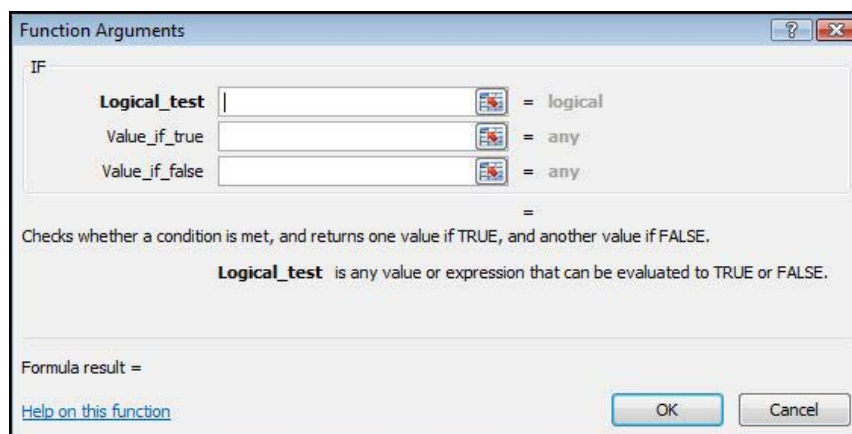 Function Arguments
IF
Logical_test = logical
Value_if_true = any
Value_if_false = any
=
Checks whether a condition is met, and returns one value if TRUE, and another value if FALSE.
Logical_test is any value or expression that can be evaluated to TRUE or FALSE.
Formula result =
Help on this function OK Cancel